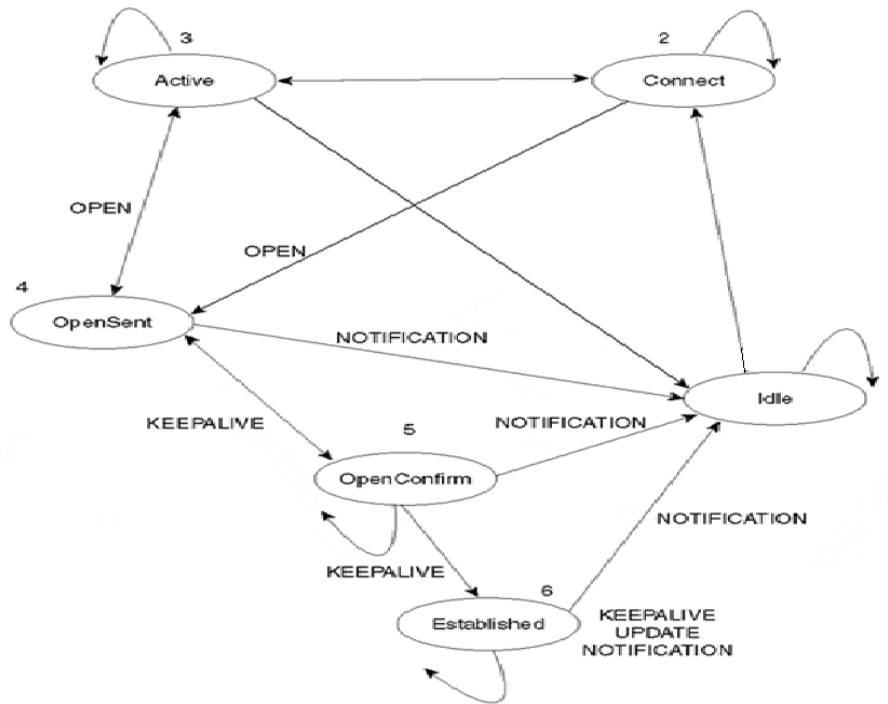 3
2
Active
Connect
OPEN
OPEN
4
OpenSent
NOTIFICATION
Idle
KEEPALIVE
5
NOTIFICATION
OpenConfirm
NOTIFICATION
KEEPALIVE
6
Established
KEEPALIVE
UPDATE
NOTIFICATION